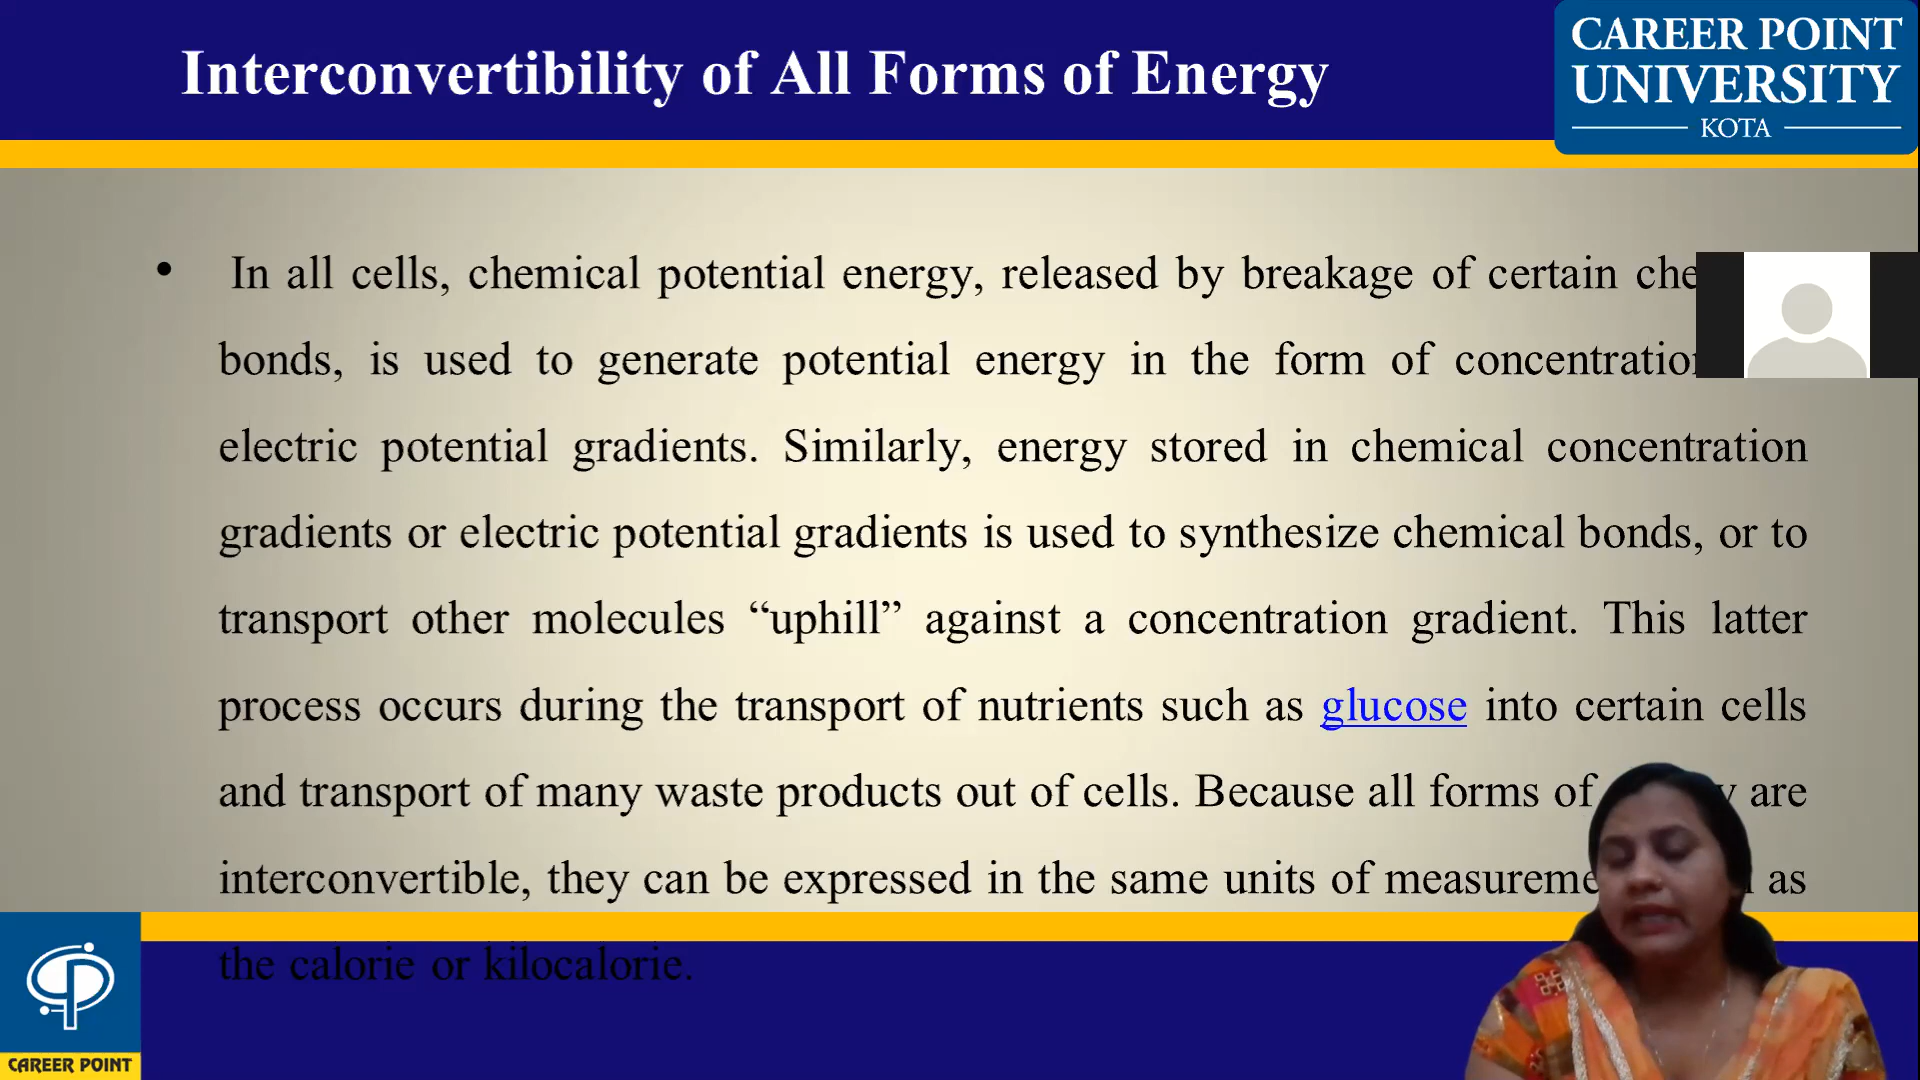 Interconvertibility of All Forms of Energy
CAREER POINT
UNIVERSITY
KOTA
• In all cells, chemical potential energy, released by breakage of certain
bonds, is used to generate potential energy in the form of
electric potential gradients. Similarly, energy stored in chemical concentration
gradients or electric potential gradients is used to synthesize chemical bonds, or to
transport other molecules “uphill” against a concentration gradient. This latter
process occurs during the transport of nutrients such as glucose into certain cells
and transport of many waste products out of cells. Because all forms of are
interconvertible, they can be expressed in the same units of as
the calorie or kilocalorie.
CAREER POINT